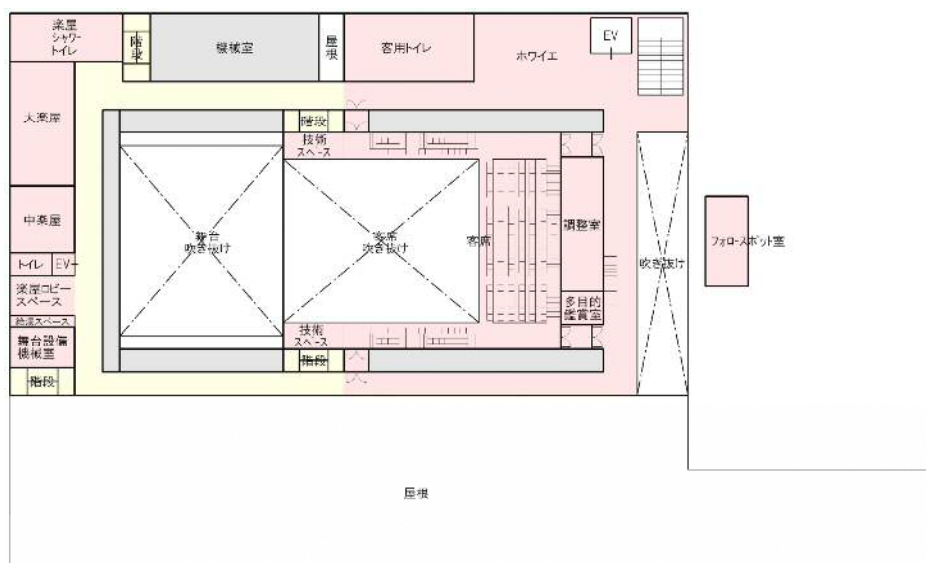 楽屋
シャワー
トイレ
階段
機械室
屋根
客用トイレ
ホワイエ
EV
大楽屋
階段
技術
スペース
中楽屋
舞台
吹き抜け
客席
吹き抜け
客席
調整室
吹き抜け
フォロースポット室
トイレ
EV
楽屋ロビー
スペース
給湯スペース
多目的
鑑賞室
舞台設備
機械室
技術
スペース
階段
階段
屋根